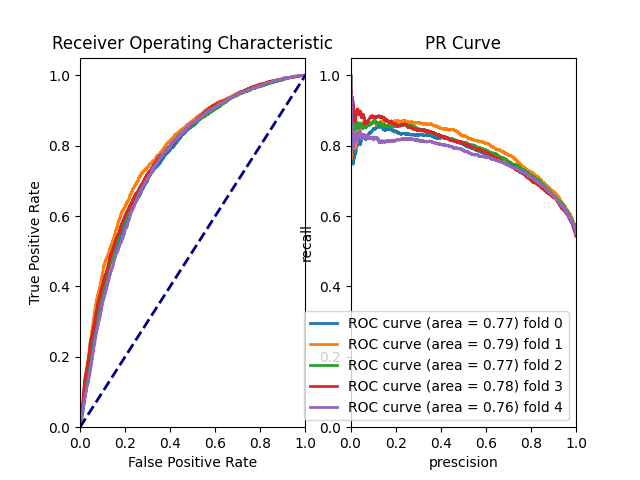 Receiver Operating Characteristic
PR Curve
1.0
0.8
0.6
0.4
0.2
0.0
True Positive Rate
0.0 0.2 0.4 0.6 0.8 1.0
False Positive Rate
1.0
0.8
0.6
0.4
0.2
0.0
recall
ROC curve (area = 0.77) fold 0
ROC curve (area = 0.79) fold 1
ROC curve (area = 0.77) fold 2
ROC curve (area = 0.78) fold 3
ROC curve (area = 0.76) fold 4
0.0 0.2 0.4 0.6 0.8 1.0
prescision